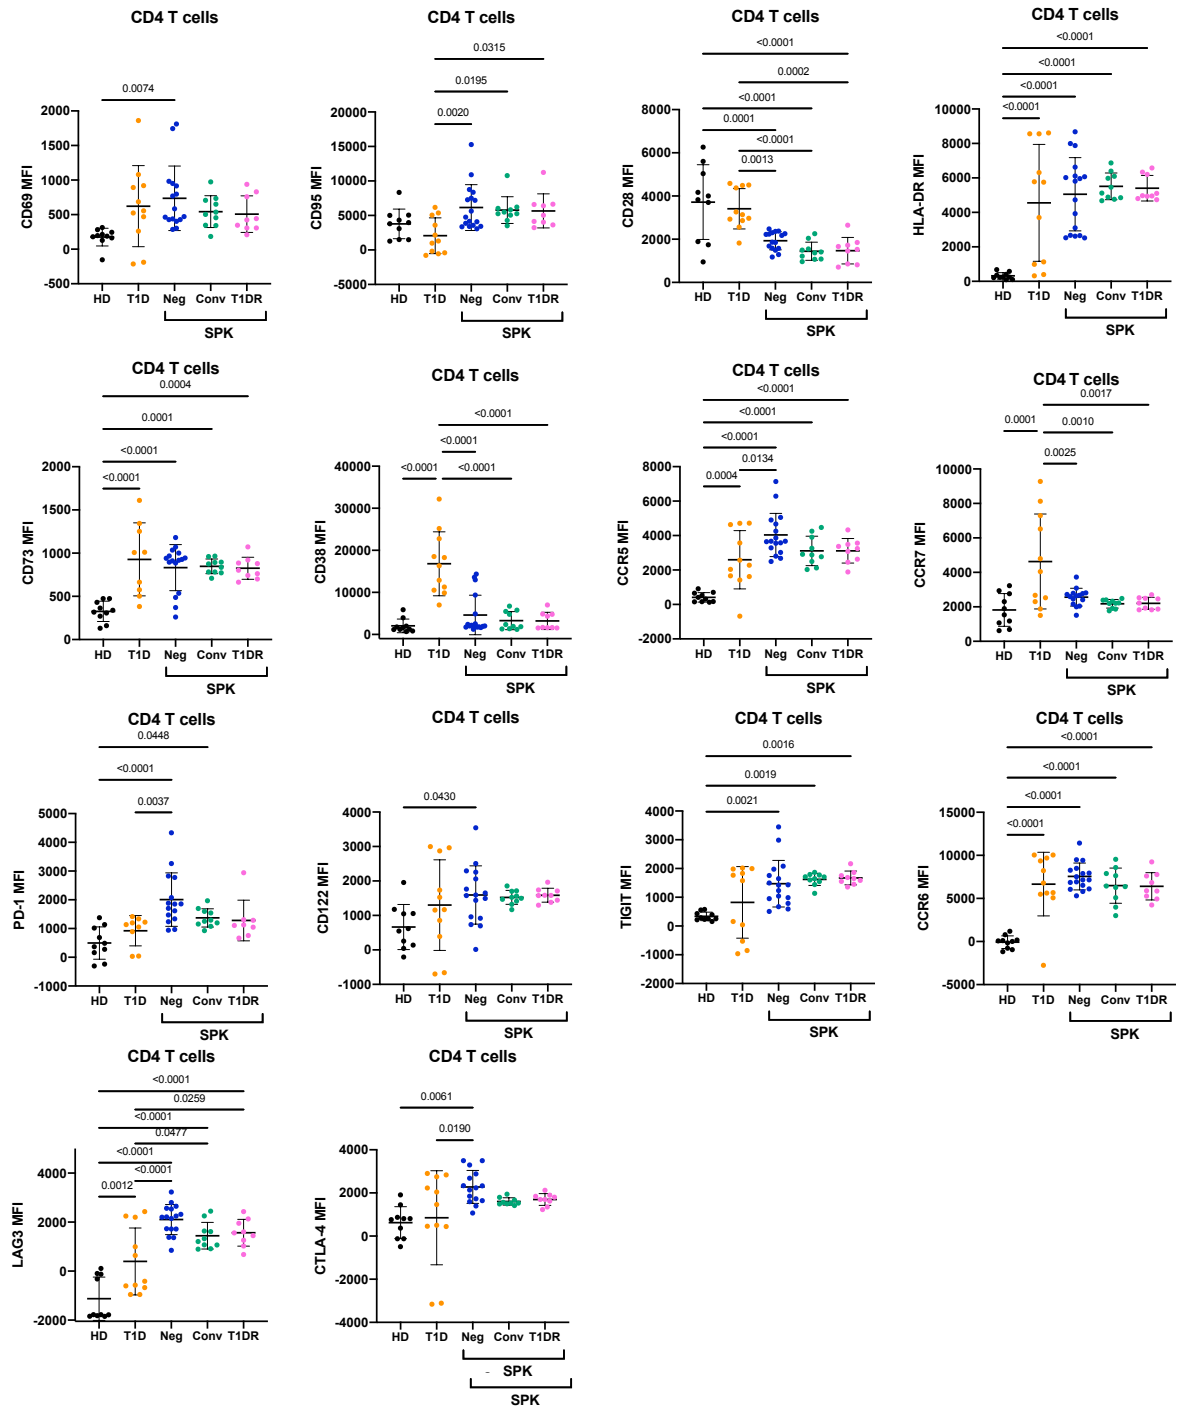 CD4 T cells
0.0074
CD69 MFI
2000
1500
1000
500
0
-500
HD T1D Neg Conv T1DR
SPK
CD4 T cells
0.0315
0.0195
0.0020
CD95 MFI
20000
15000
10000
5000
0
-5000
HD T1D Neg Conv T1DR
SPK
CD4 T cells
<0.0001
0.0002
<0.0001
0.0001
<0.0001
0.0013
CD28 MFI
8000
6000
4000
2000
0
HD T1D Neg Conv T1DR
SPK
CD4 T cells
<0.0001
<0.0001
<0.0001
<0.0001
HLA-DR MFI
10000
8000
6000
4000
2000
0
HD T1D Neg Conv T1DR
SPK
CD4 T cells
0.0004
0.0001
<0.0001
<0.0001
CD73 MFI
2000
1500
1000
500
0
HD T1D Neg Conv T1DR
SPK
CD4 T cells
<0.0001
<0.0001
<0.0001 <0.0001
CD38 MFI
40000
30000
20000
10000
0
HD T1D Neg Conv T1DR
SPK
CD4 T cells
<0.0001
<0.0001
<0.0001
0.0134
0.0004
CCR5 MFI
8000
6000
4000
2000
0
-2000
HD T1D Neg Conv T1DR
SPK
CD4 T cells
0.0017
0.0001 0.0010
0.0025
CCR7 MFI
10000
8000
6000
4000
2000
0
HD T1D Neg Conv T1DR
SPK
CD4 T cells
0.0448
<0.0001
0.0037
PD-1 MFI
5000
4000
3000
2000
1000
0
-1000
HD T1D Neg Conv T1DR
SPK
CD4 T cells
0.0430
CD122 MFI
4000
3000
2000
1000
0
-1000
HD T1D Neg Conv T1DR
SPK
CD4 T cells
0.0016
0.0019
0.0021
TIGIT MFI
4000
3000
2000
1000
0
-1000
-2000
HD T1D Neg Conv T1DR
SPK
CD4 T cells
<0.0001
<0.0001
<0.0001
<0.0001
CCR6 MFI
15000
10000
5000
0
-5000
HD T1D Neg Conv T1DR
SPK
CD4 T cells
<0.0001
0.0259
<0.0001
0.0477
<0.0001
<0.0001
0.0012
LAG3 MFI
4000
2000
0
-2000
HD T1D Neg Conv T1DR
CD4 T cells
0.0061
0.0190
CTLA-4 MFI
4000
2000
0
-2000
-4000
HD T1D Neg Conv T1DR
SPK
SPK